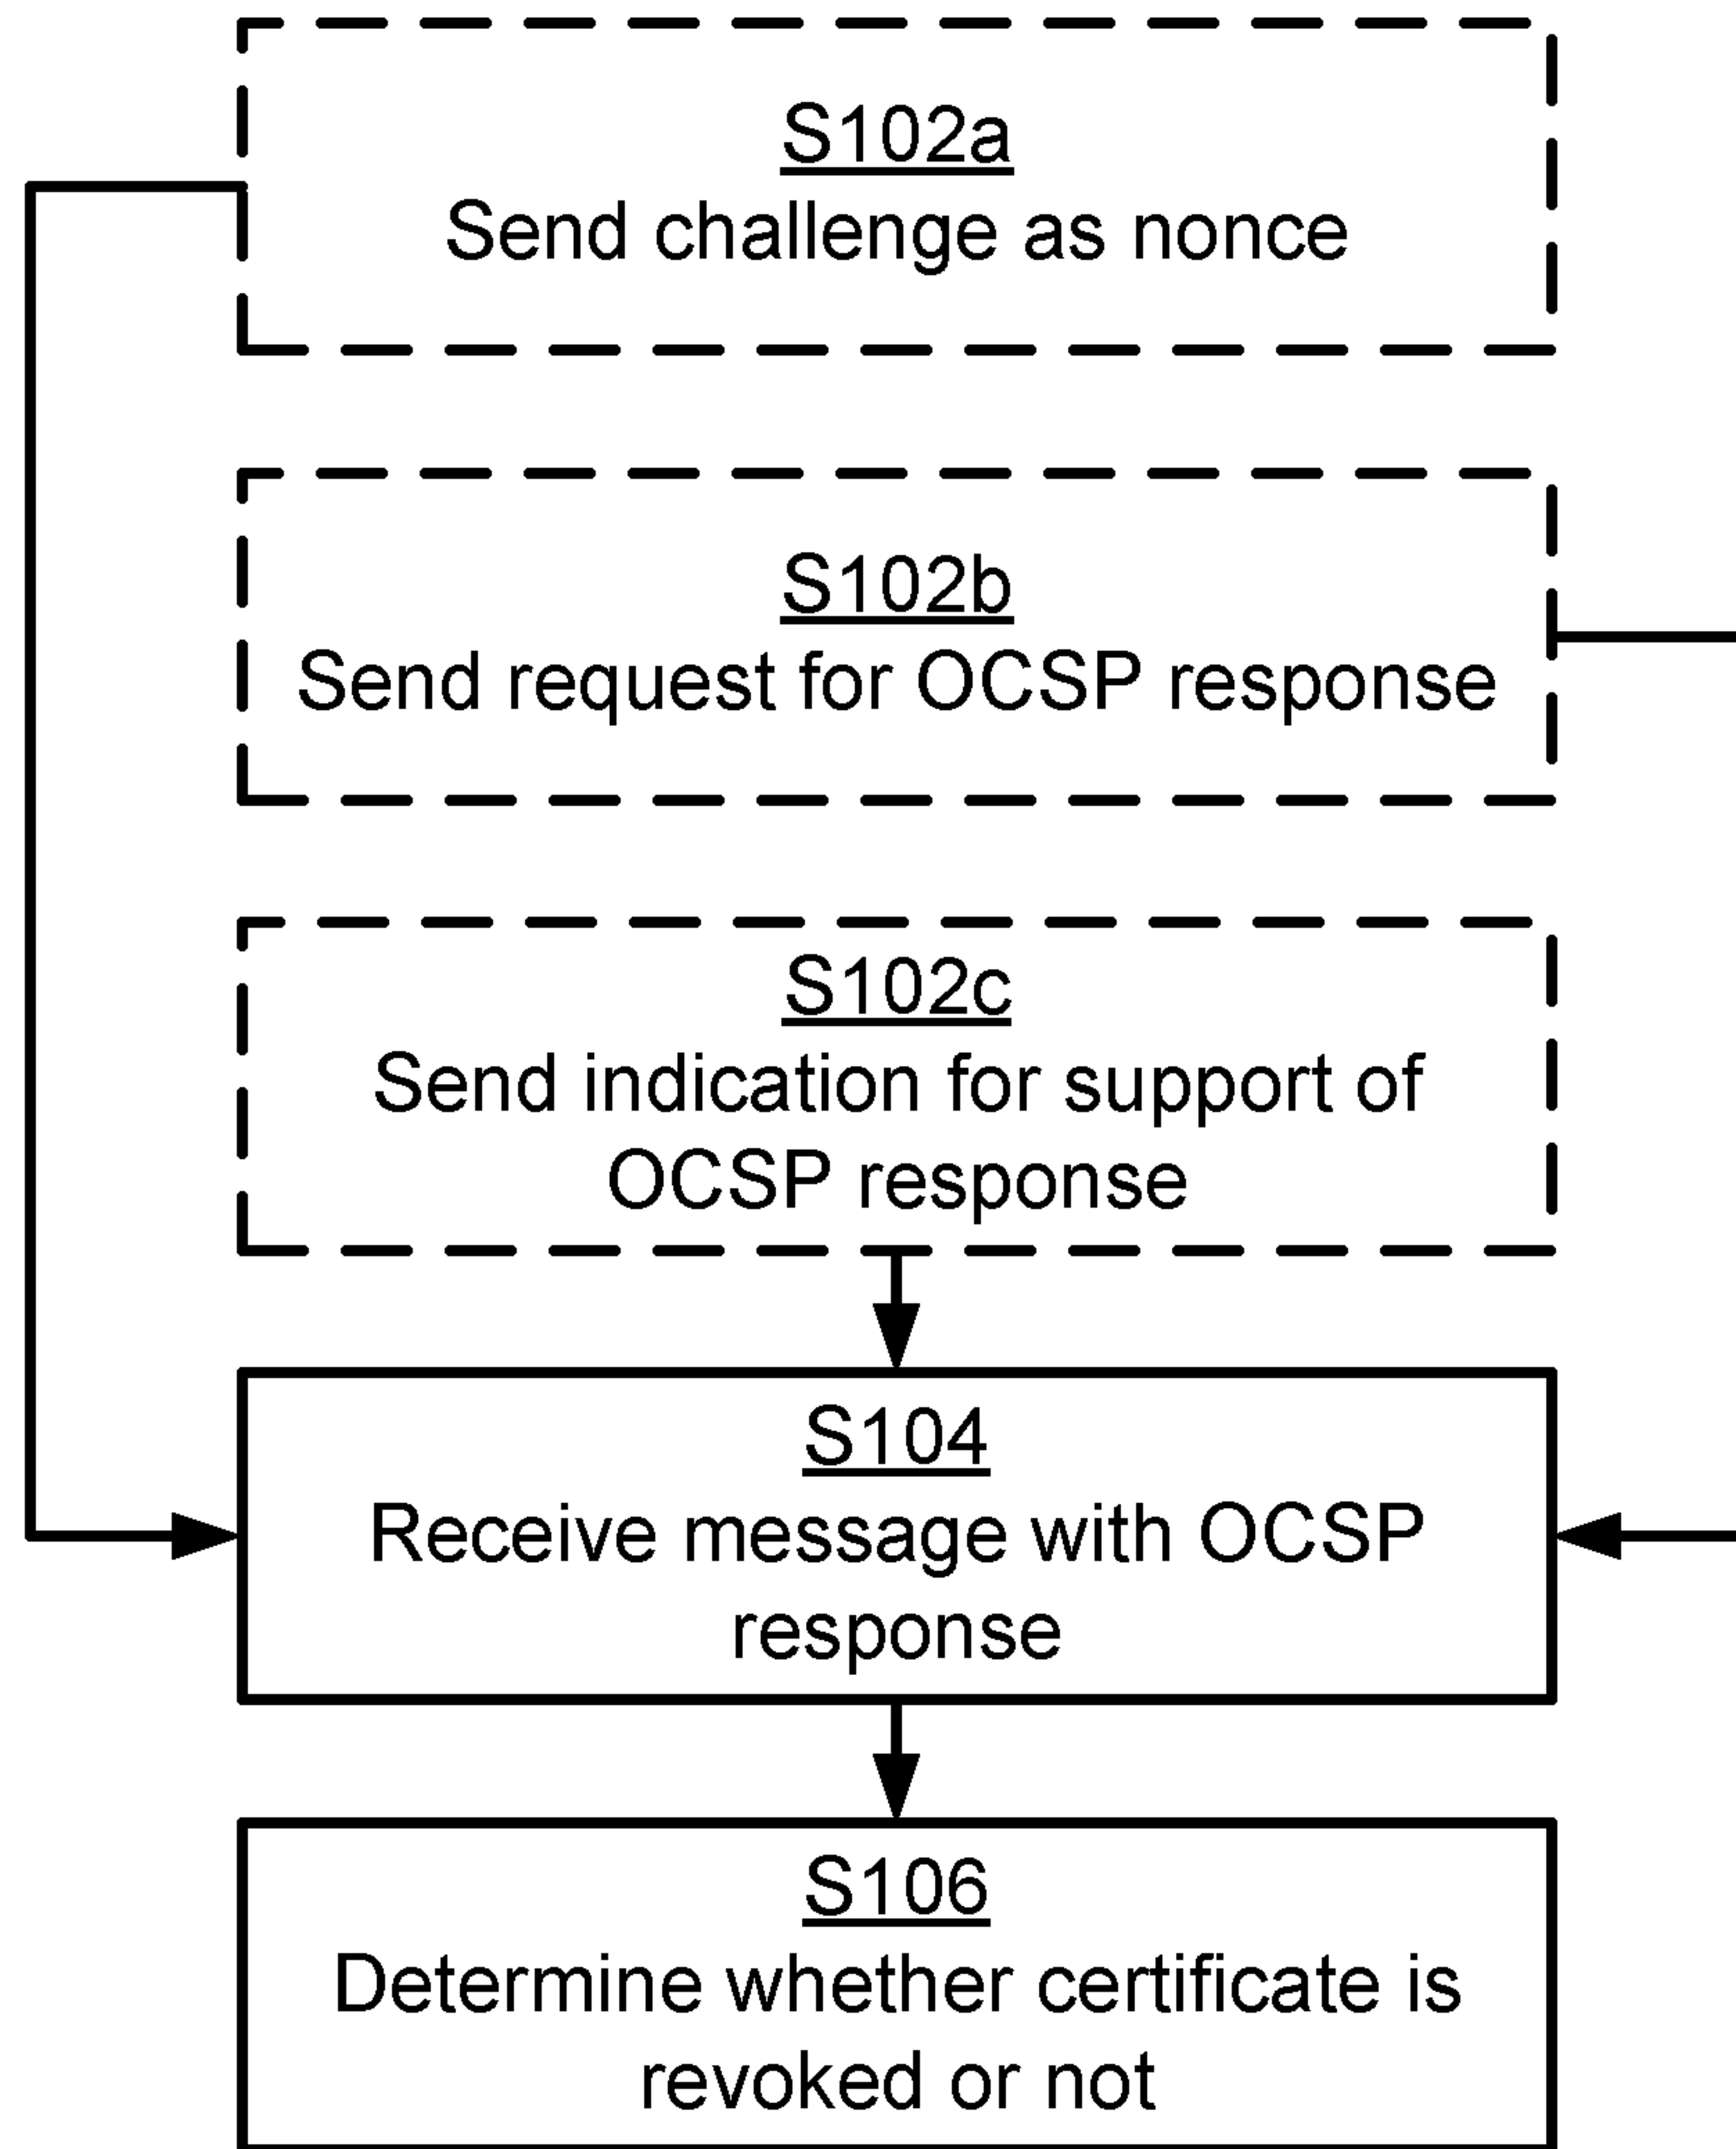 S102a
Send challenge as nonce
S102b
Send request for OCSP response
S102c
Send indication for support of
OCSP response
S104
Receive message with OCSP
response
S106
Determine whether certificate is
revoked or not